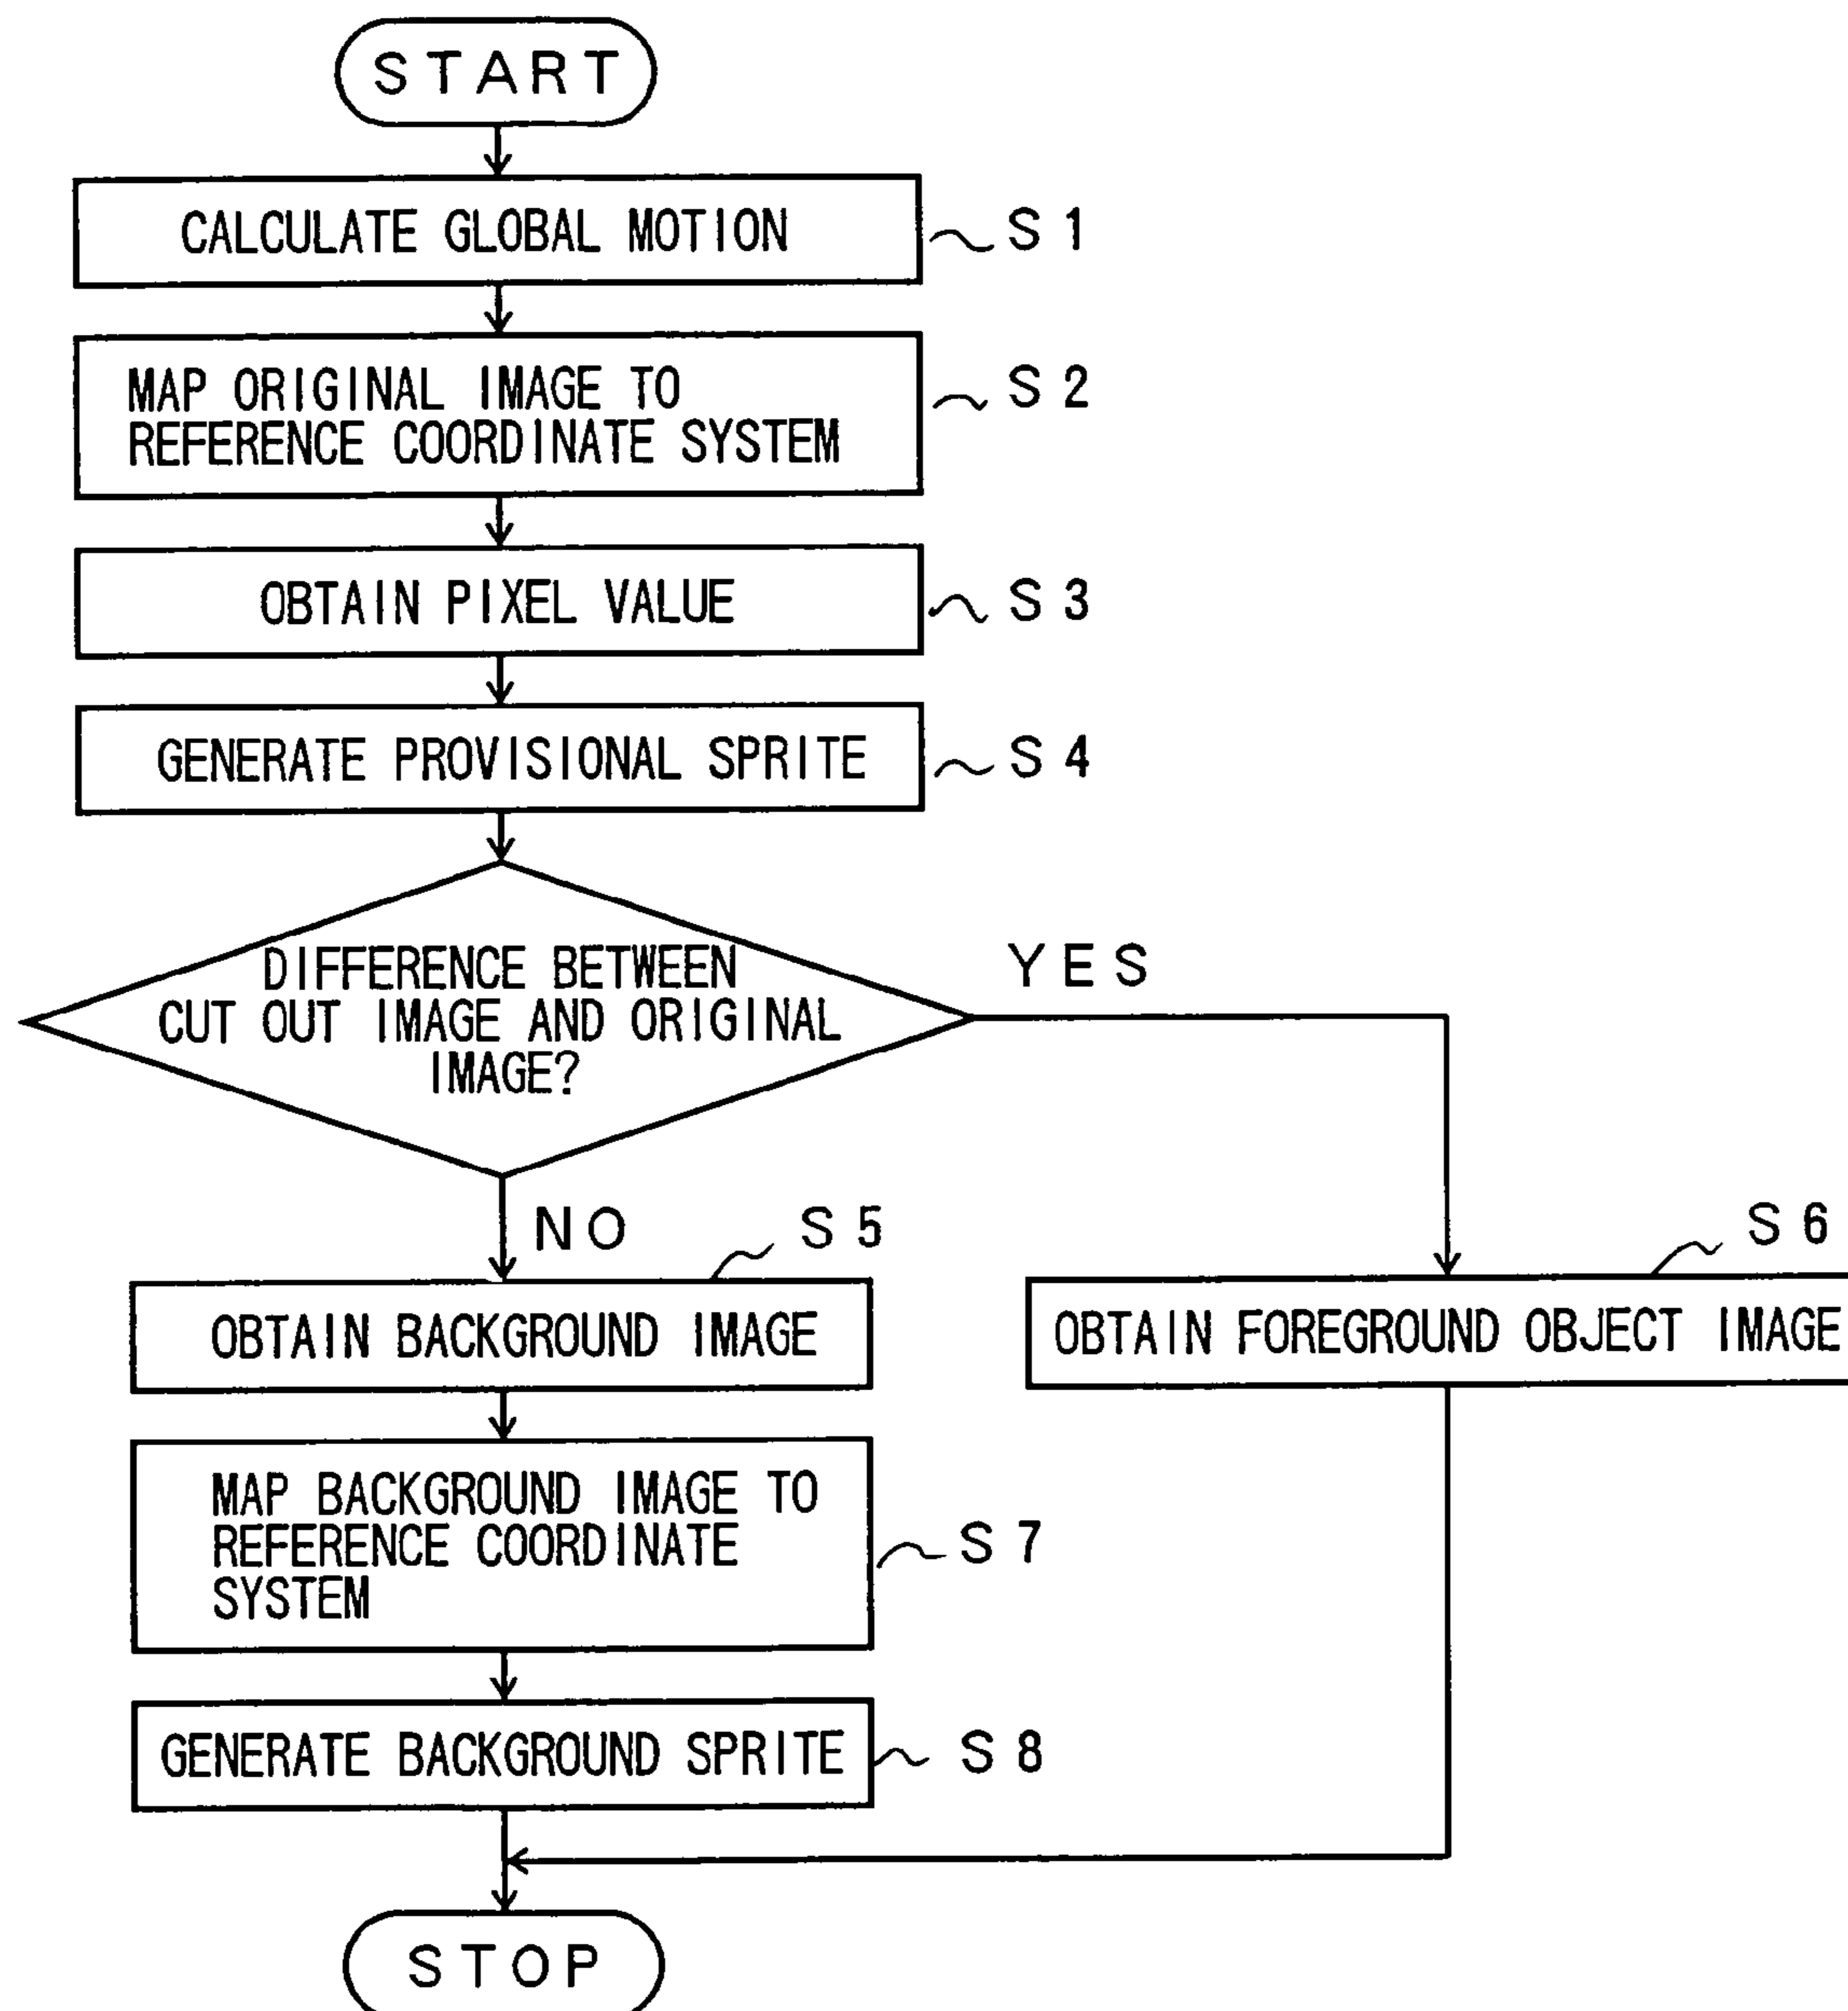 START
CALCULATE GLOBAL MOTION
S1
MAP ORIGINAL IMAGE TO
REFERENCE COORDINATE SYSTEM
S2
OBTAIN PIXEL VALUE
S3
GENERATE PROVISIONAL SPRITE
S4
DIFFERENCE BETWEEN
CUT OUT IMAGE AND ORIGINAL
IMAGE?
YES
NO
S5
OBTAIN BACKGROUND IMAGE
S6
OBTAIN FOREGROUND OBJECT IMAGE
MAP BACKGROUND IMAGE TO
REFERENCE COORDINATE
SYSTEM
S7
GENERATE BACKGROUND SPRITE
S8
STOP